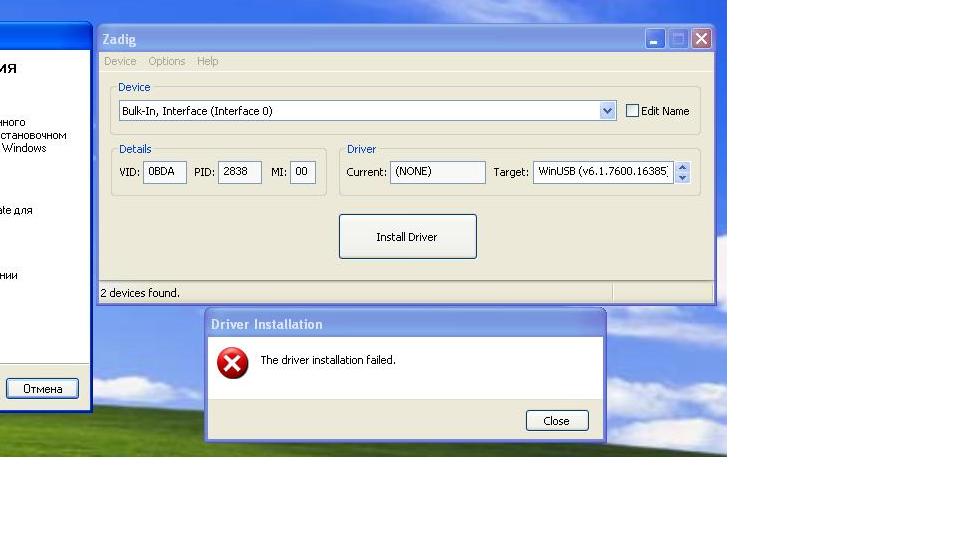 ия
нного
становочном
Windows
ate для
нии
Отмена
Zadig
Device Options Help
Device
Bulk-In, Interface (Interface 0)
Edit Name
Details
VID: 0BDA PID: 2838 MI: 00
Driver
Current: (NONE) Target: WinUSB (v6.1.7600.16385)
Install Driver
2 devices found.
Driver Installation
The driver installation failed.
Close